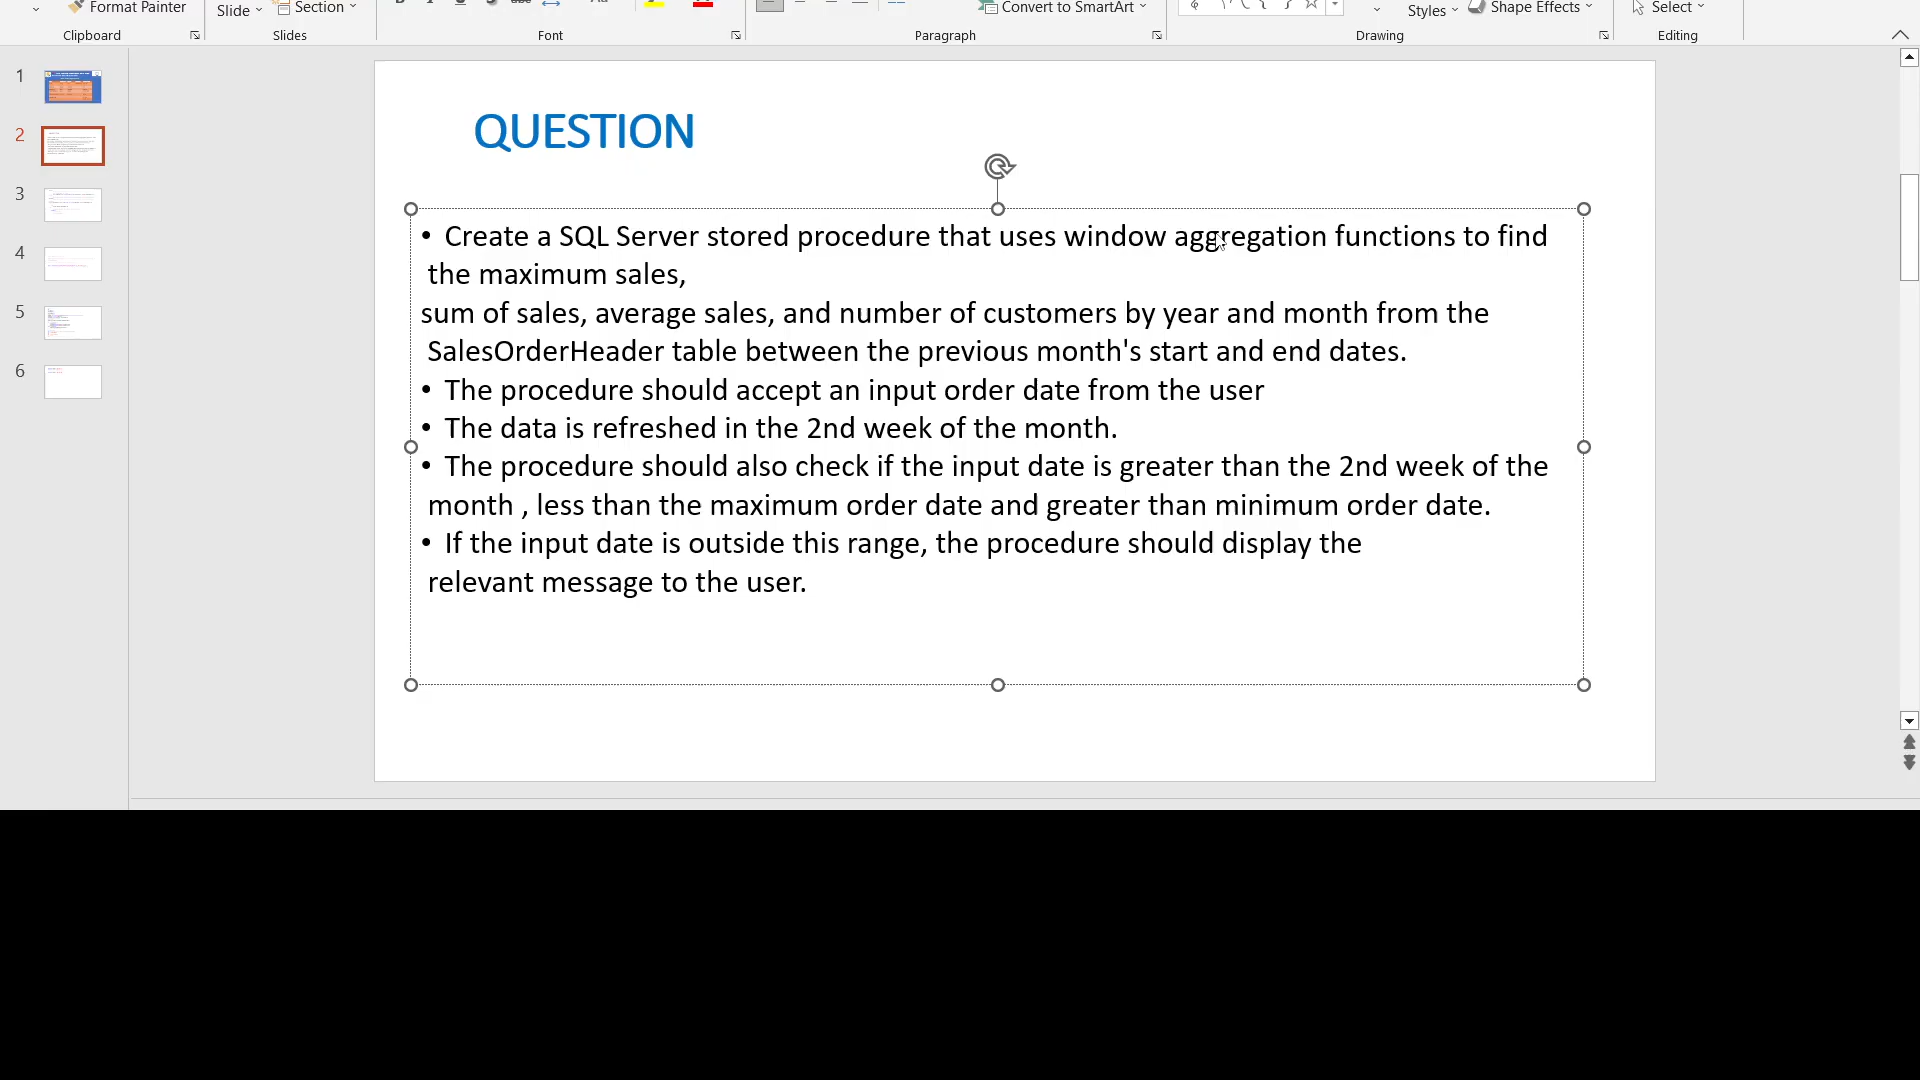 Format Painter
Slide
Section
Convert to SmartArt
Styles
Shape Effects
Select
Clipboard
Slides
Font
Paragraph
Drawing
Editing
1
2
3
4
5
6
QUESTION
• Create a SQL Server stored procedure that uses window aggregation functions to find
the maximum sales,
sum of sales, average sales, and number of customers by year and month from the
SalesOrderHeader table between the previous month's start and end dates.
• The procedure should accept an input order date from the user
• The data is refreshed in the 2nd week of the month.
• The procedure should also check if the input date is greater than the 2nd week of the
month , less than the maximum order date and greater than minimum order date.
• If the input date is outside this range, the procedure should display the
relevant message to the user.